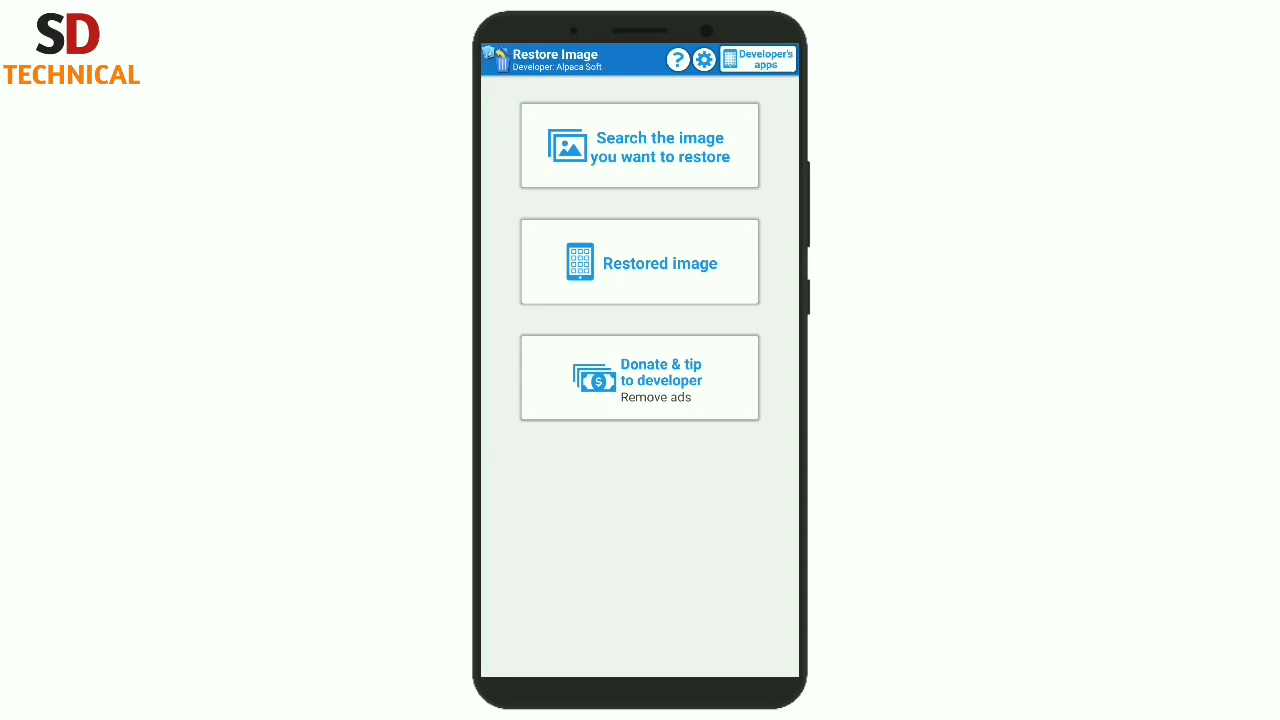 SD
TECHNICAL
Restore Image
Developer: Alpaca Soft
?
Developer's
apps
Search the image
you want to restore
Restored image
Donate & tip
to developer
Remove ads